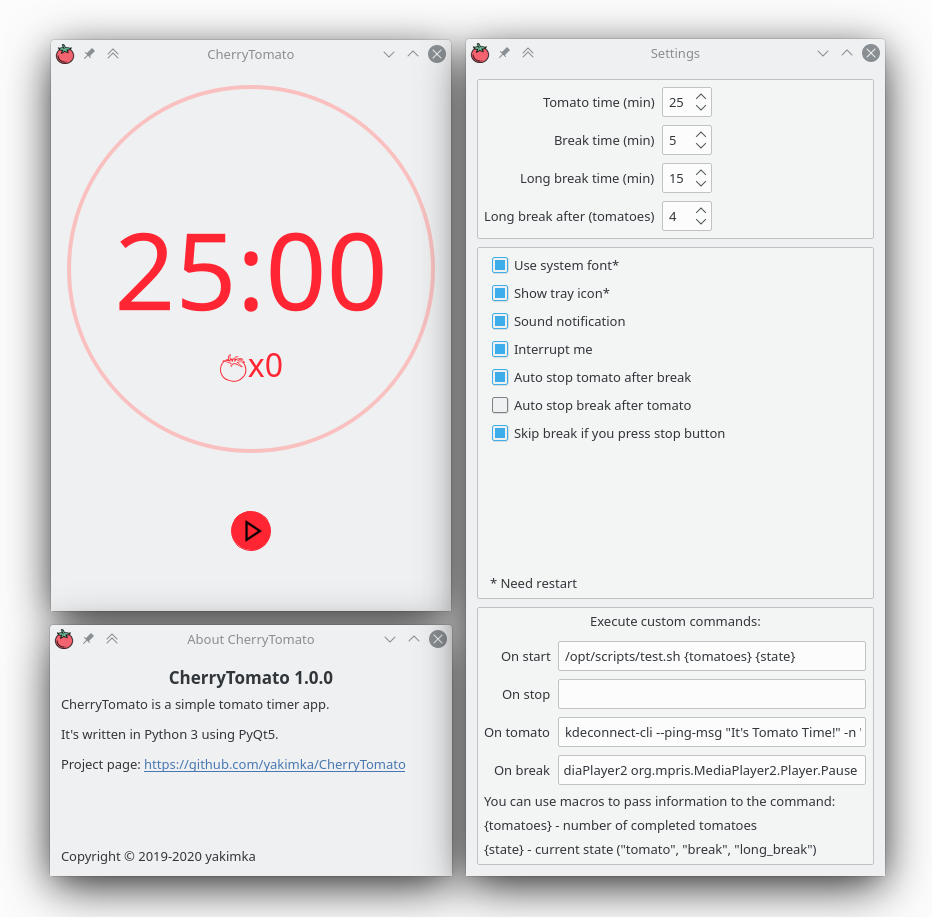 CherryTomato
25:00
x0
About CherryTomato
CherryTomato 1.0.0
CherryTomato is a simple tomato timer app.
It's written in Python 3 using PyQt5.
Project page: https://github.com/yakimka/CherryTomato
Copyright © 2019-2020 yakimka
Settings
Tomato time (min) 25
Break time (min) 5
Long break time (min) 15
Long break after (tomatoes) 4
Use system font*
Show tray icon*
Sound notification
Interrupt me
Auto stop tomato after break
Auto stop break after tomato
Skip break if you press stop button
* Need restart
Execute custom commands:
On start /opt/scripts/test.sh {tomatoes} {state}
On stop
On tomato kdeconnect-cli --ping-msg "It's Tomato Time!" -n '
On break diaPlayer2 org.mpris.MediaPlayer2.Player.Pause
You can use macros to pass information to the command:
{tomatoes} - number of completed tomatoes
{state} - current state ("tomato", "break", "long_break")